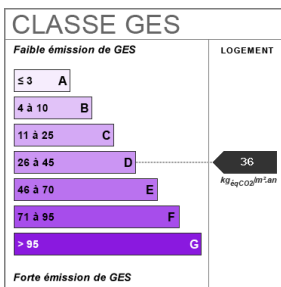 CLASSE GES
Faible émission de GES
LOGEMENT
≤ 3 A
4 à 10 B
11 à 25 C
26 à 45 D
36
kgéqCO2/m².an
46 à 70 E
71 à 95 F
> 95 G
Forte émission de GES